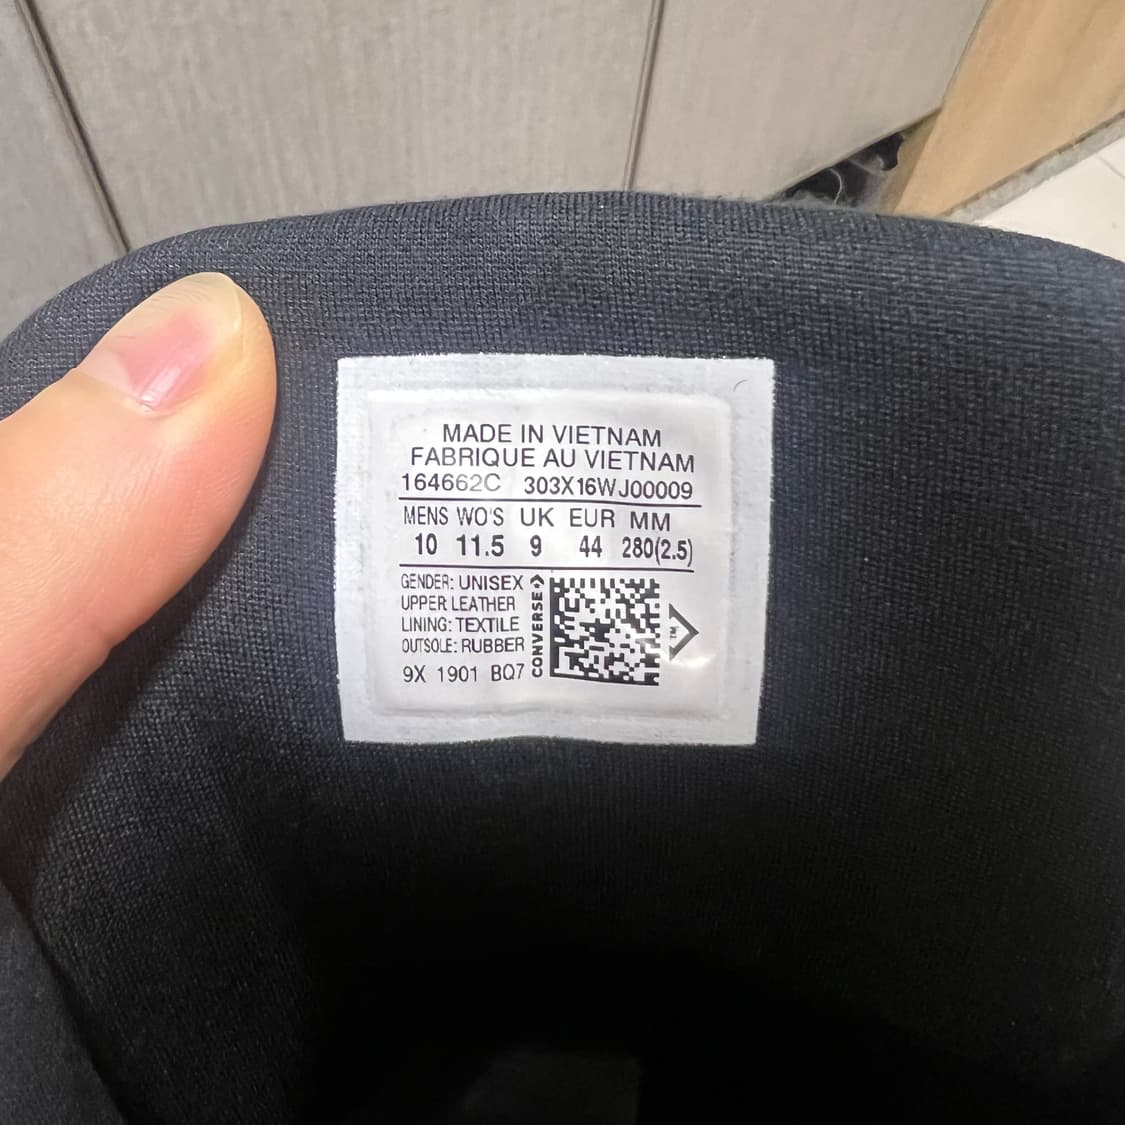 MADE IN VIETNAM
FABRIQUE AU VIETNAM
164662C 303X16WJ00009
MENS WO'S UK EUR MM
10 11.5 9 44 280(2.5)
GENDER: UNISEX
UPPER LEATHER
LINING: TEXTILE
OUTSOLE: RUBBER
9X 1901 BQ7
CONVERSE
TM